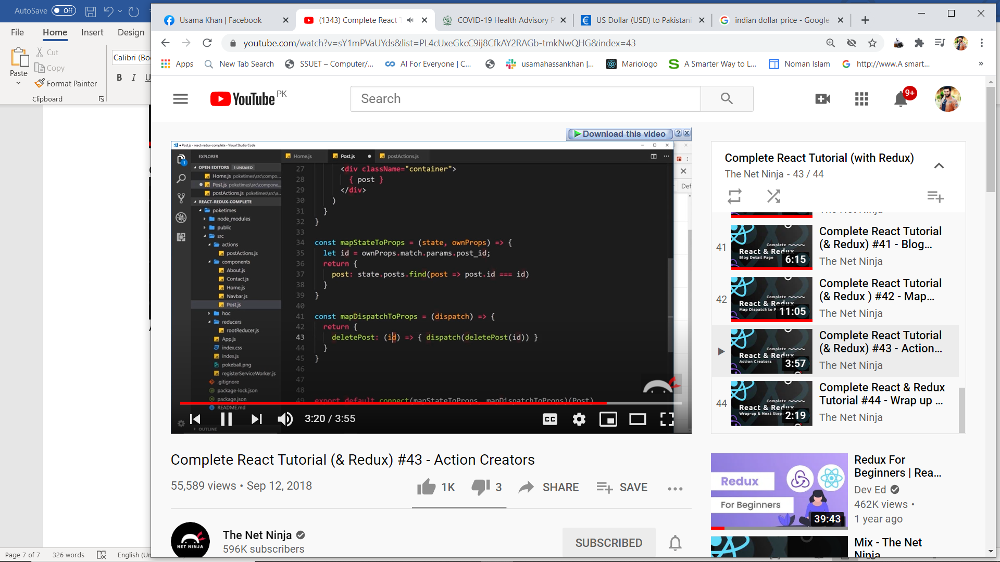 AutoSave Off
File Home Insert Design
Paste
Cut
Copy
Format Painter
Clipboard
Calibri (Bo
B I U
Page 7 of 7 326 words English (Un
Usama Khan | Facebook
(1343) Complete React T
COVID-19 Health Advisory P
US Dollar (USD) to Pakistani
indian dollar price - Google
youtube.com/watch?v=sY1mPVaUYds&list=PL4cUxeGkcC9ij8CfkAY2RAGb-tmkNwQHG&index=43
Apps
New Tab Search
SSUET – Computer/...
AI For Everyone | C...
usamahassankhan |...
Mariologo
A Smarter Way to L...
Noman Islam
http://www.A smart...
»
YouTube PK
Search
9+
Download this video
Post.js - react-redux-complete - Visual Studio Code
EXPLORER
OPEN EDITORS 1 UNSAVED
Home.js poketimes\src\compo...
Post.js poketimes\src\compone...
postActions.js poketimes\src\a...
REACT-REDUX-COMPLETE
poketimes
node_modules
public
src
actions
postActions.js
components
About.js
Contact.js
Home.js
Navbar.js
Post.js
hoc
reducers
rootReducer.js
App.js
index.css
index.js
pokeball.png
registerServiceWorker.js
.gitignore
package-lock.json
package.json
README.md
OUTLINE
Home.js Post.js postActions.js
27 <div className="container">
28 { post }
29 </div>
30 )
31 }
32 }
33
34 const mapStateToProps = (state, ownProps) => {
35 let id = ownProps.match.params.post_id;
36 return {
37 post: state.posts.find(post => post.id === id)
38 }
39 }
40
41 const mapDispatchToProps = (dispatch) => {
42 return {
43 deletePost: (id) => { dispatch(deletePost(id)) }
44 }
45 }
46
47
48
49 export default connect(mapStateToProps, mapDispatchToProps)(Post)
Def
3:20 / 3:55
CC
Complete React Tutorial (& Redux) #43 - Action Creators
55,589 views • Sep 12, 2018
1K
3
SHARE
SAVE
NET NINJA
The Net Ninja
596K subscribers
SUBSCRIBED
Complete React Tutorial (with Redux)
The Net Ninja - 43 / 44
The Net Ninja
41
Complete
React & Redux
Blog Detail Page
6:15
Complete React Tutorial
(& Redux) #41 - Blog...
The Net Ninja
42
Complete
React & Redux
Map Dispatch to P
11:05
Complete React Tutorial
(& Redux ) #42 - Map...
The Net Ninja
Complete
React & Redux
Action Creators
3:57
Complete React Tutorial
(& Redux) #43 - Action...
The Net Ninja
44
Complete
React & Redux
Wrap-up & Next Step
2:19
Complete React & Redux
Tutorial #44 - Wrap up ...
The Net Ninja
Redux
For Beginners
39:43
Redux For
Beginners | Rea...
Dev Ed
462K views •
1 year ago
Mix - The Net
Ninja